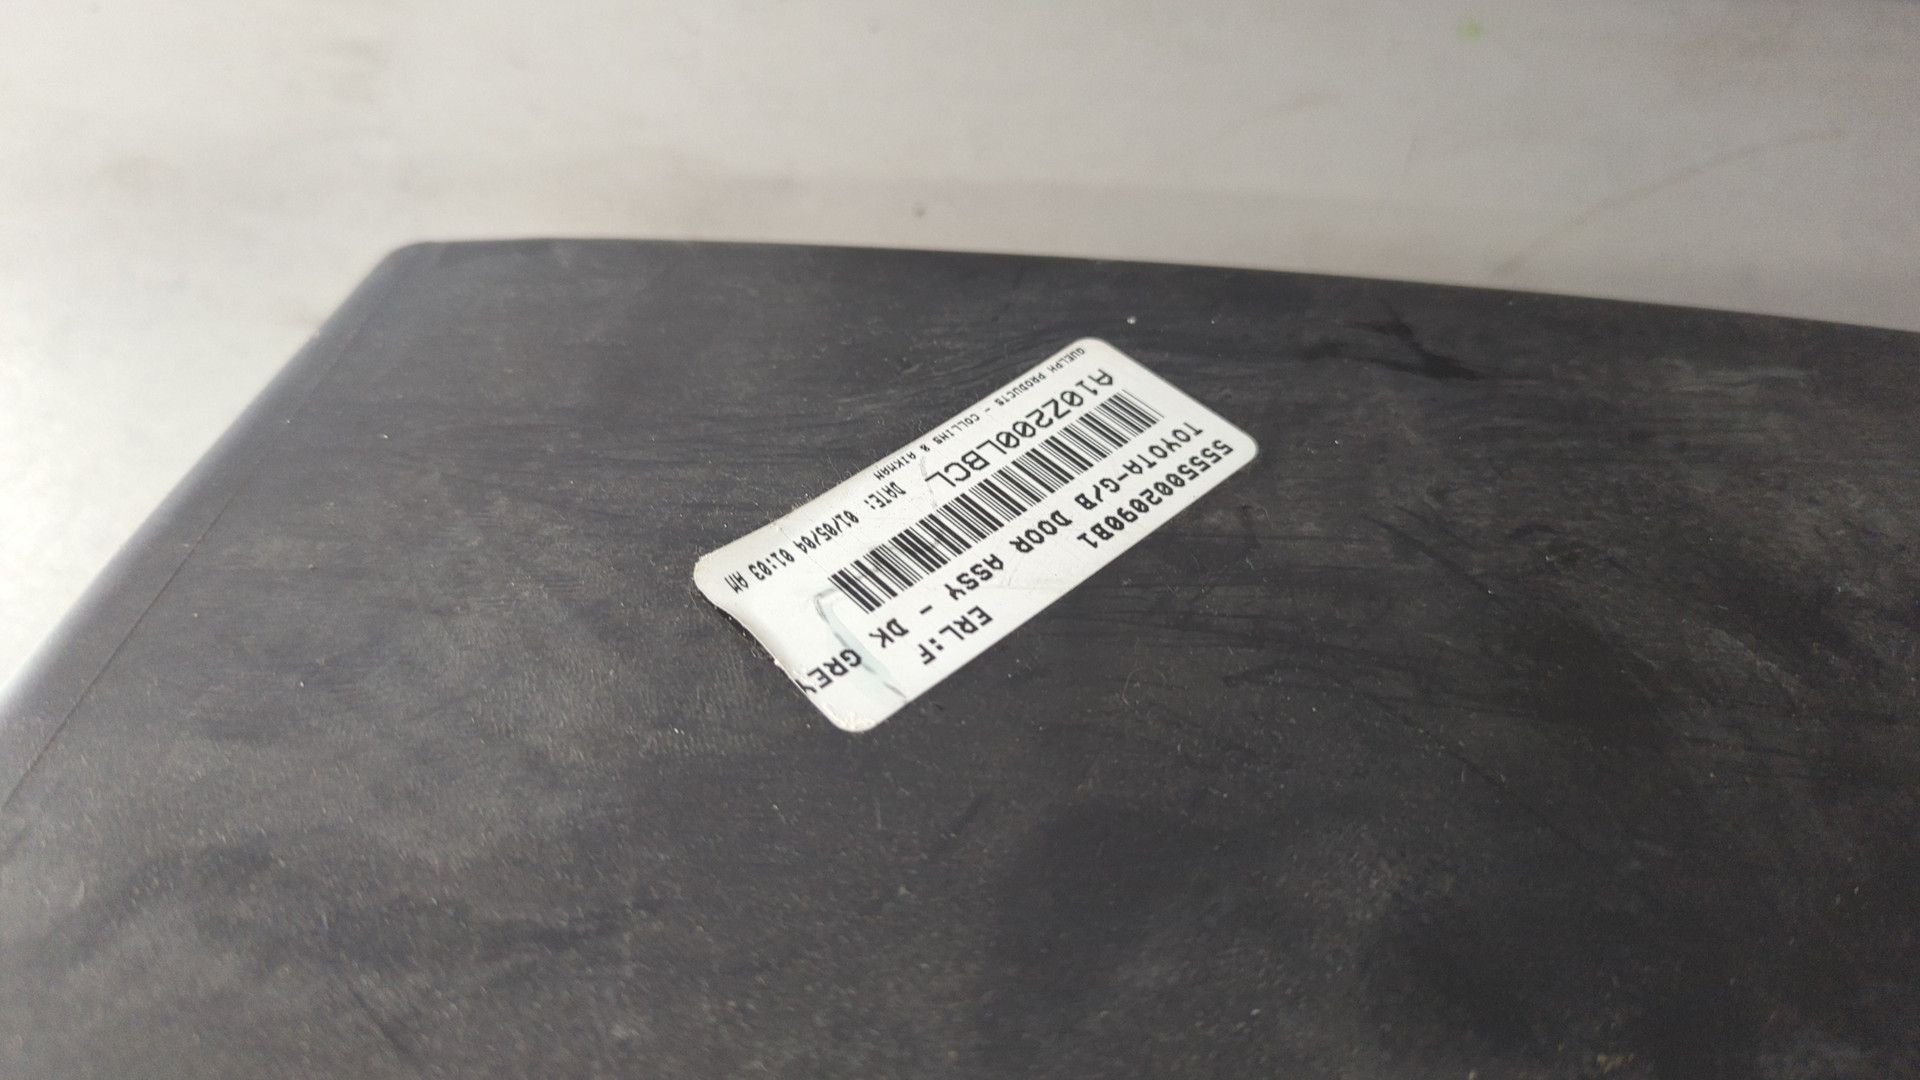 5555002090B1 ERL:F
TOYOTA-G/B DOOR ASSY - DK GREY
A10Z200LBCL
GUELPH PRODUCTS - COLLINS & AIKMAN DATE: 01/05/04 01:03 AM